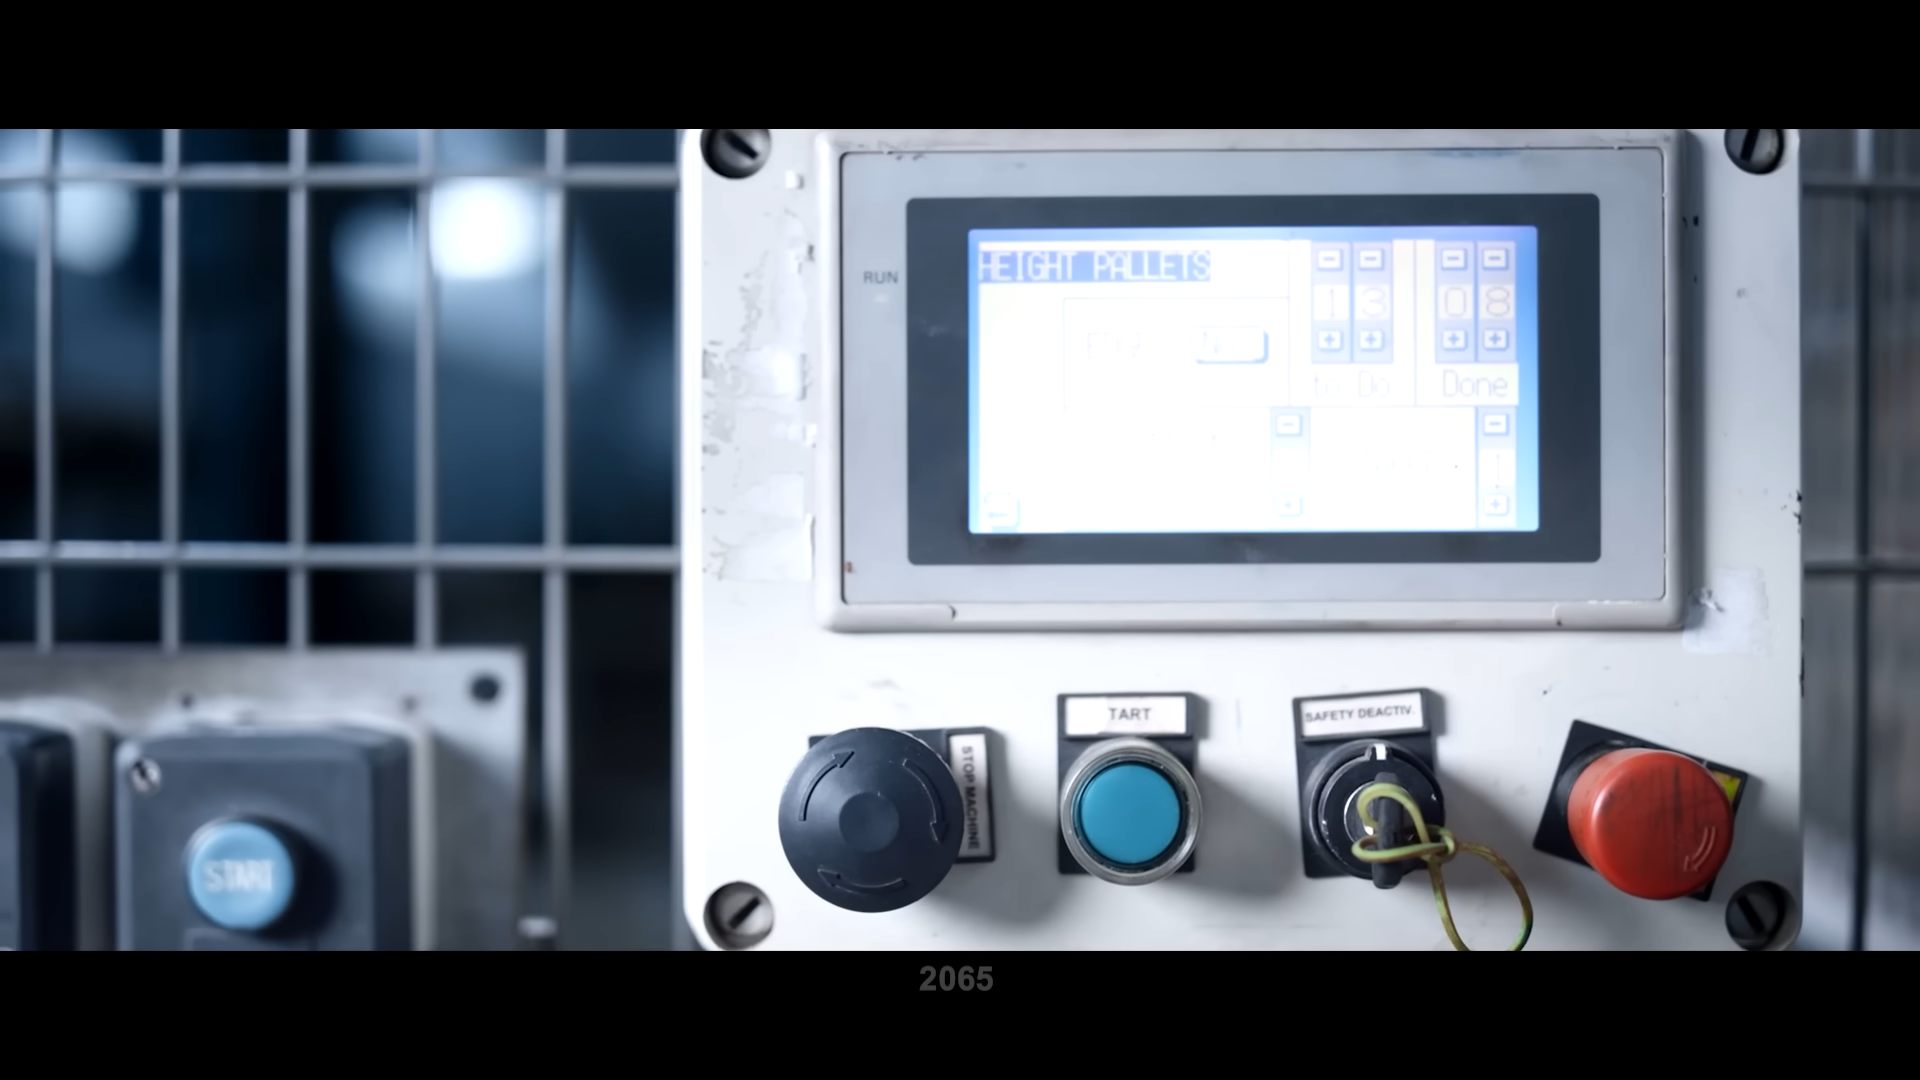 RUN
HEIGHT PALLETS
- - - -
1 3 0 8
+ + + +
to Do Done
- -
+ +
TART
SAFETY DEACTIV.
STOP MACHINE
START
2065